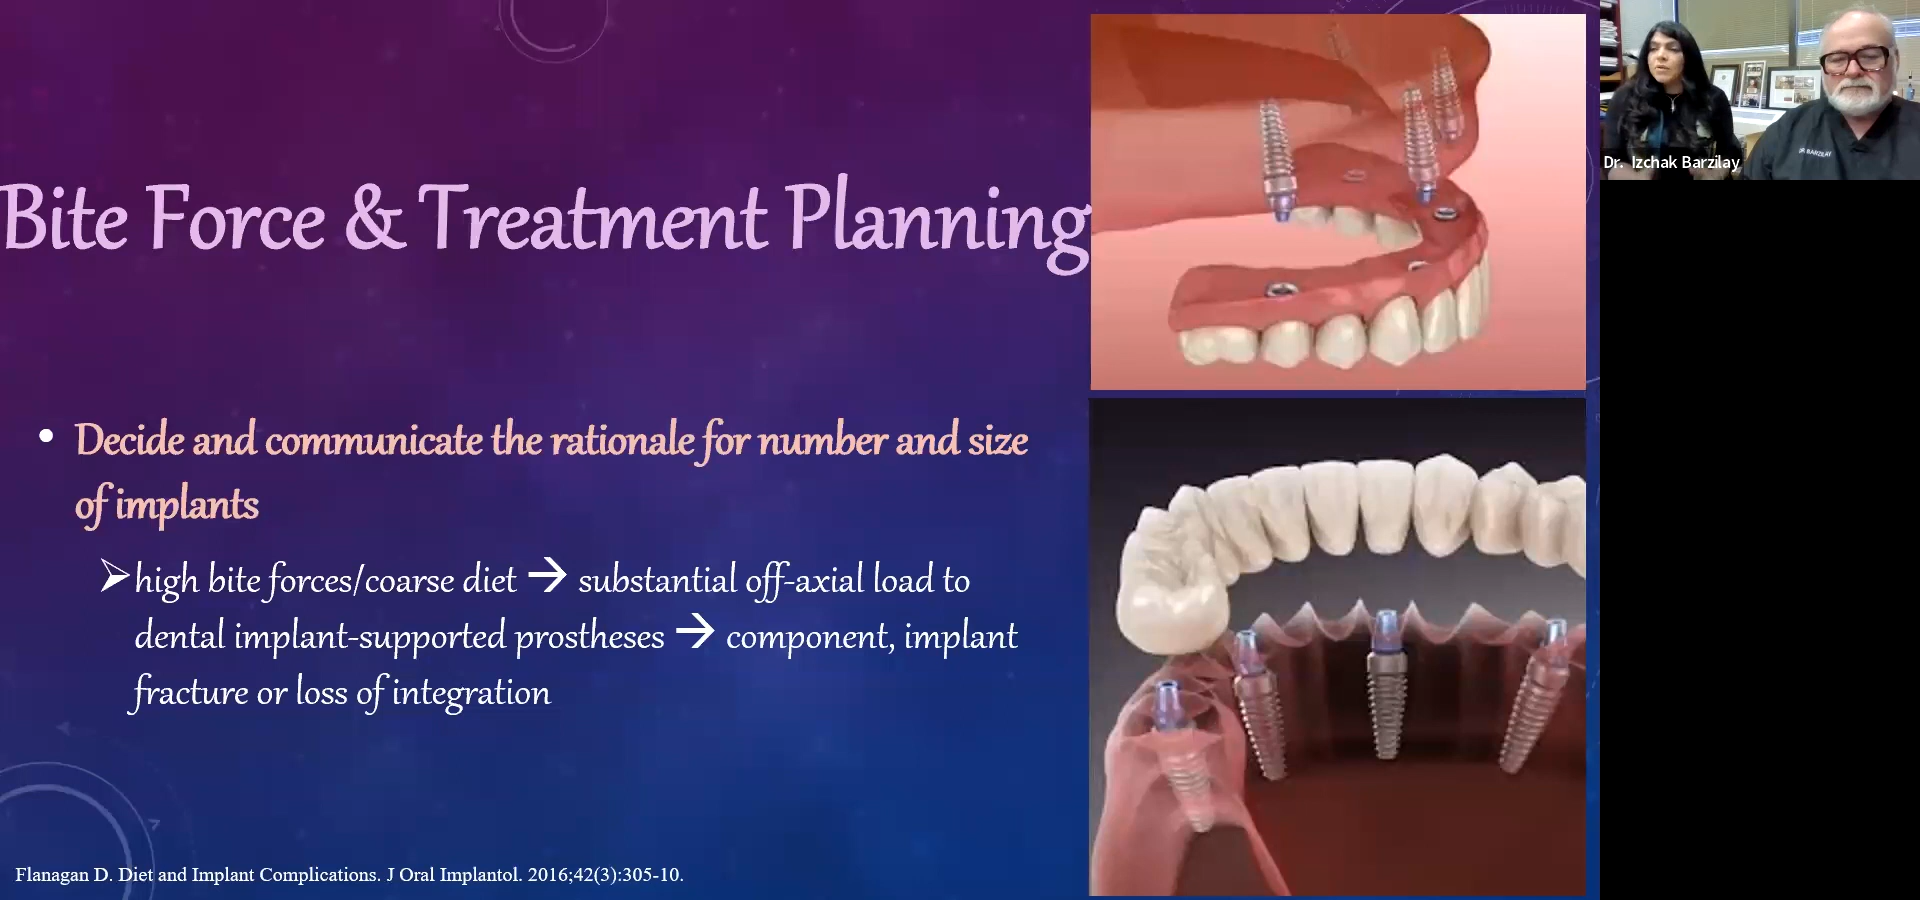 Bite Force & Treatment Planning
• Decide and communicate the rationale for number and size
of implants
➢high bite forces/coarse diet → substantial off-axial load to
dental implant-supported prostheses → component, implant
fracture or loss of integration
Flanagan D. Diet and Implant Complications. J Oral Implantol. 2016;42(3):305-10.
Dr. Izchak Barzilay
DR. BARZILAY